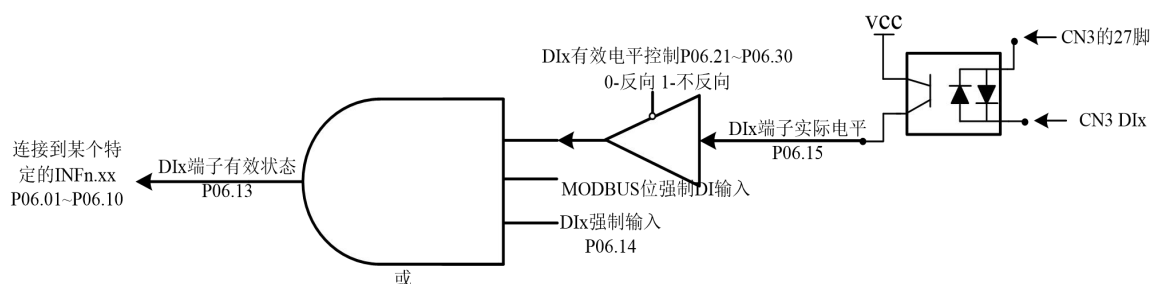 VCC
CN3的27脚
DIx有效电平控制P06.21~P06.30
0-反向 1-不反向
CN3 DIx
DIx端子实际电平
P06.15
连接到某个特
定的INFn.xx
P06.01~P06.10
DIx端子有效状态
P06.13
MODBUS位强制DI输入
DIx强制输入
P06.14
或